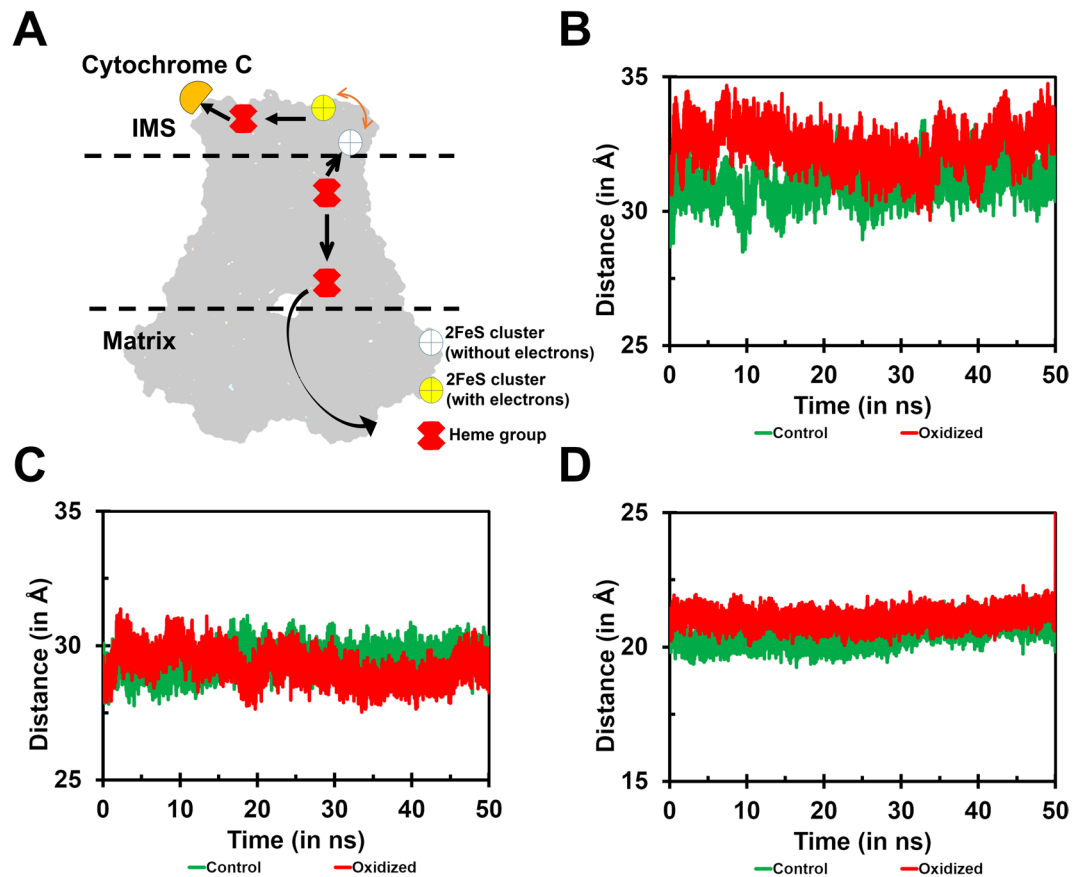 A
Cytochrome C
IMS
Matrix
2FeS cluster
(without electrons)
2FeS cluster
(with electrons)
Heme group
B
35
30
25
Distance (in Å)
0 10 20 30 40 50
Time (in ns)
Control Oxidized
C
35
30
25
Distance (in Å)
0 10 20 30 40 50
Time (in ns)
Control Oxidized
D
25
20
15
Distance (in Å)
0 10 20 30 40 50
Time (in ns)
Control Oxidized